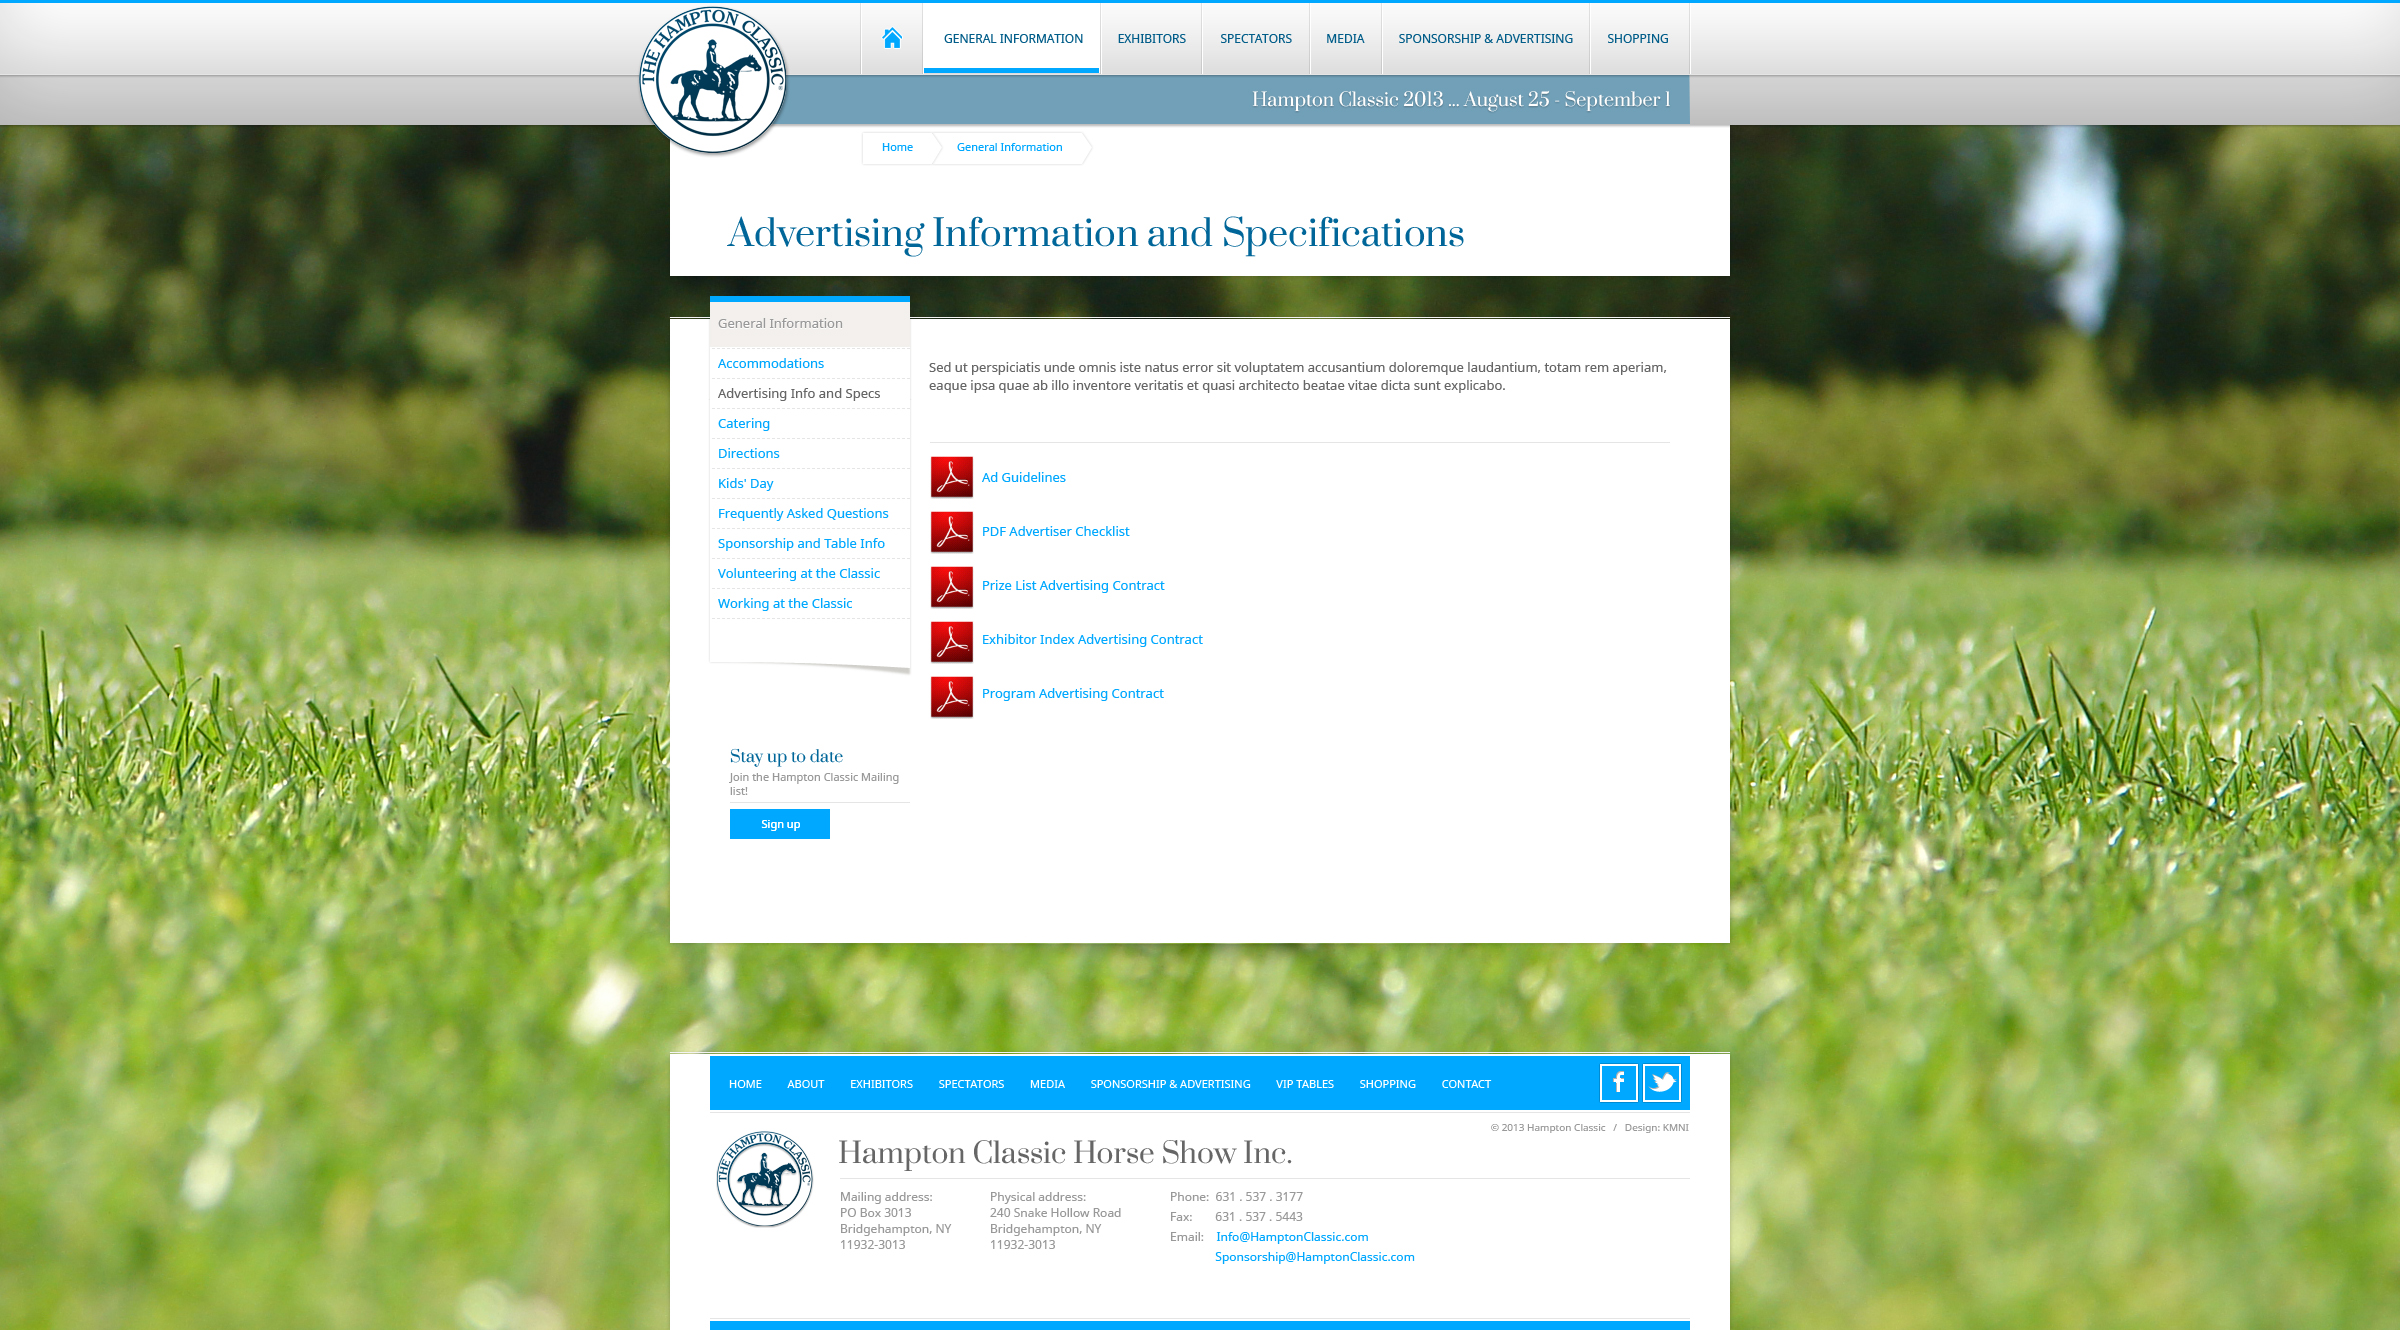 THE HAMPTON CLASSIC
GENERAL INFORMATION
EXHIBITORS
SPECTATORS
MEDIA
SPONSORSHIP & ADVERTISING
SHOPPING
Hampton Classic 2013 ... August 25 - September 1
Home
General Information
Advertising Information and Specifications
General Information
Accommodations
Advertising Info and Specs
Catering
Directions
Kids' Day
Frequently Asked Questions
Sponsorship and Table Info
Volunteering at the Classic
Working at the Classic
Sed ut perspiciatis unde omnis iste natus error sit voluptatem accusantium doloremque laudantium, totam rem aperiam,
eaque ipsa quae ab illo inventore veritatis et quasi architecto beatae vitae dicta sunt explicabo.
Ad Guidelines
PDF Advertiser Checklist
Prize List Advertising Contract
Exhibitor Index Advertising Contract
Program Advertising Contract
Stay up to date
Join the Hampton Classic Mailing
list!
Sign up
HOME
ABOUT
EXHIBITORS
SPECTATORS
MEDIA
SPONSORSHIP & ADVERTISING
VIP TABLES
SHOPPING
CONTACT
© 2013 Hampton Classic / Design: KMNI
THE HAMPTON CLASSIC
Hampton Classic Horse Show Inc.
Mailing address:
PO Box 3013
Bridgehampton, NY
11932-3013
Physical address:
240 Snake Hollow Road
Bridgehampton, NY
11932-3013
Phone: 631 . 537 . 3177
Fax: 631 . 537 . 5443
Email: Info@HamptonClassic.com
Sponsorship@HamptonClassic.com